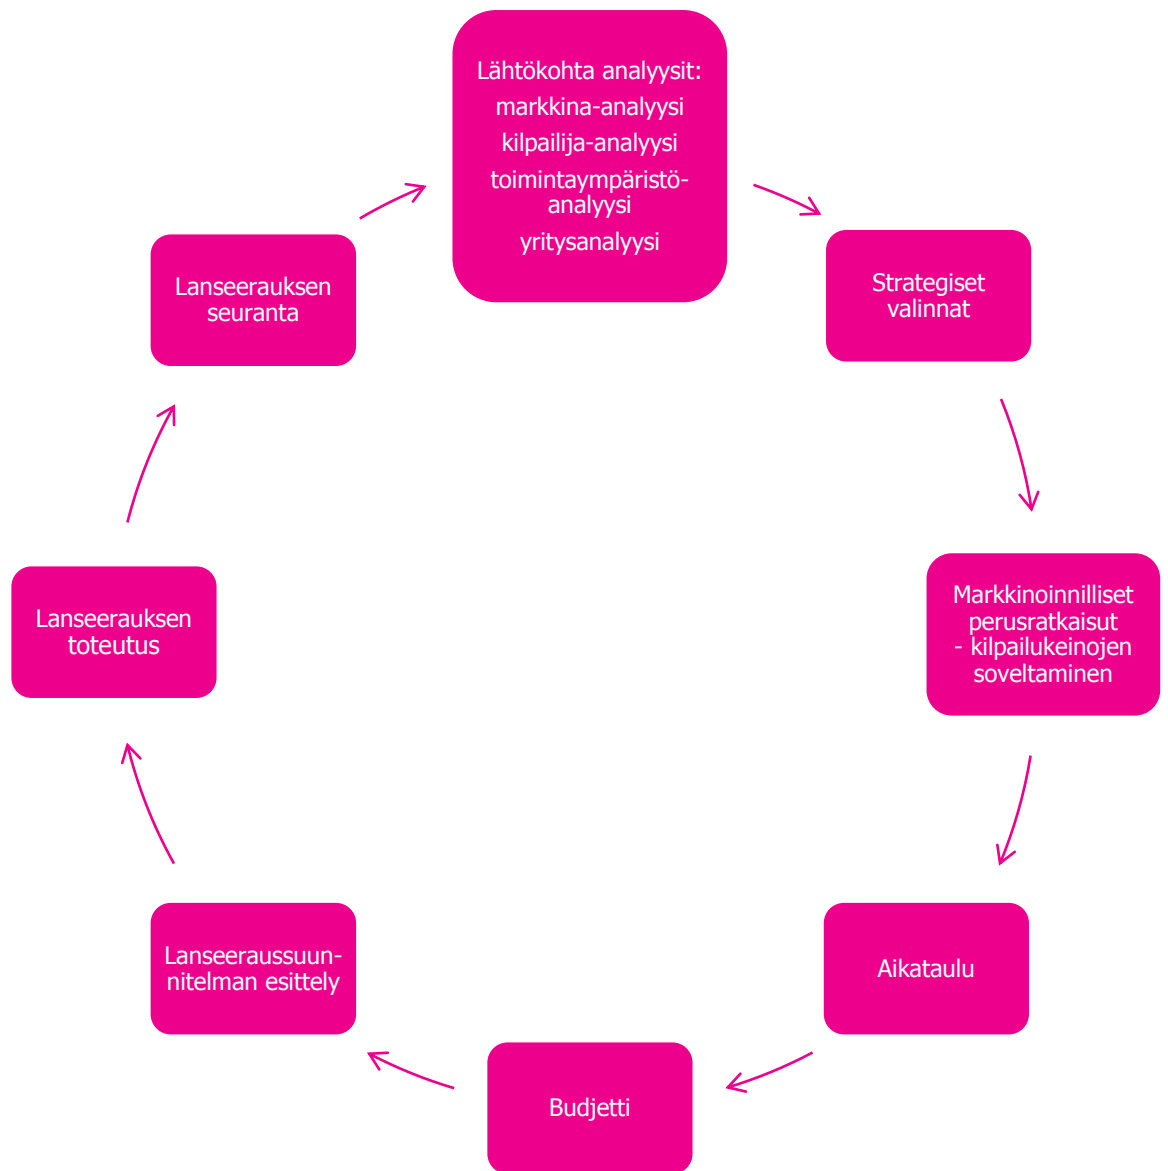 Lähtökohta analyysit:
markkina-analyysi
kilpailija-analyysi
toimintaympäristö-
analyysi
yritysanalyysi
Strategiset
valinnat
Markkinoinnilliset
perusratkaisut
- kilpailukeinojen
soveltaminen
Aikataulu
Budjetti
Lanseeraussuun-
nitelman esittely
Lanseerauksen
toteutus
Lanseerauksen
seuranta